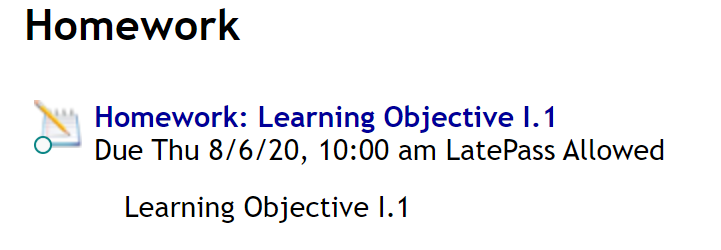 Homework
Homework: Learning Objective I.1
Due Thu 8/6/20, 10:00 am LatePass Allowed
Learning Objective I.1